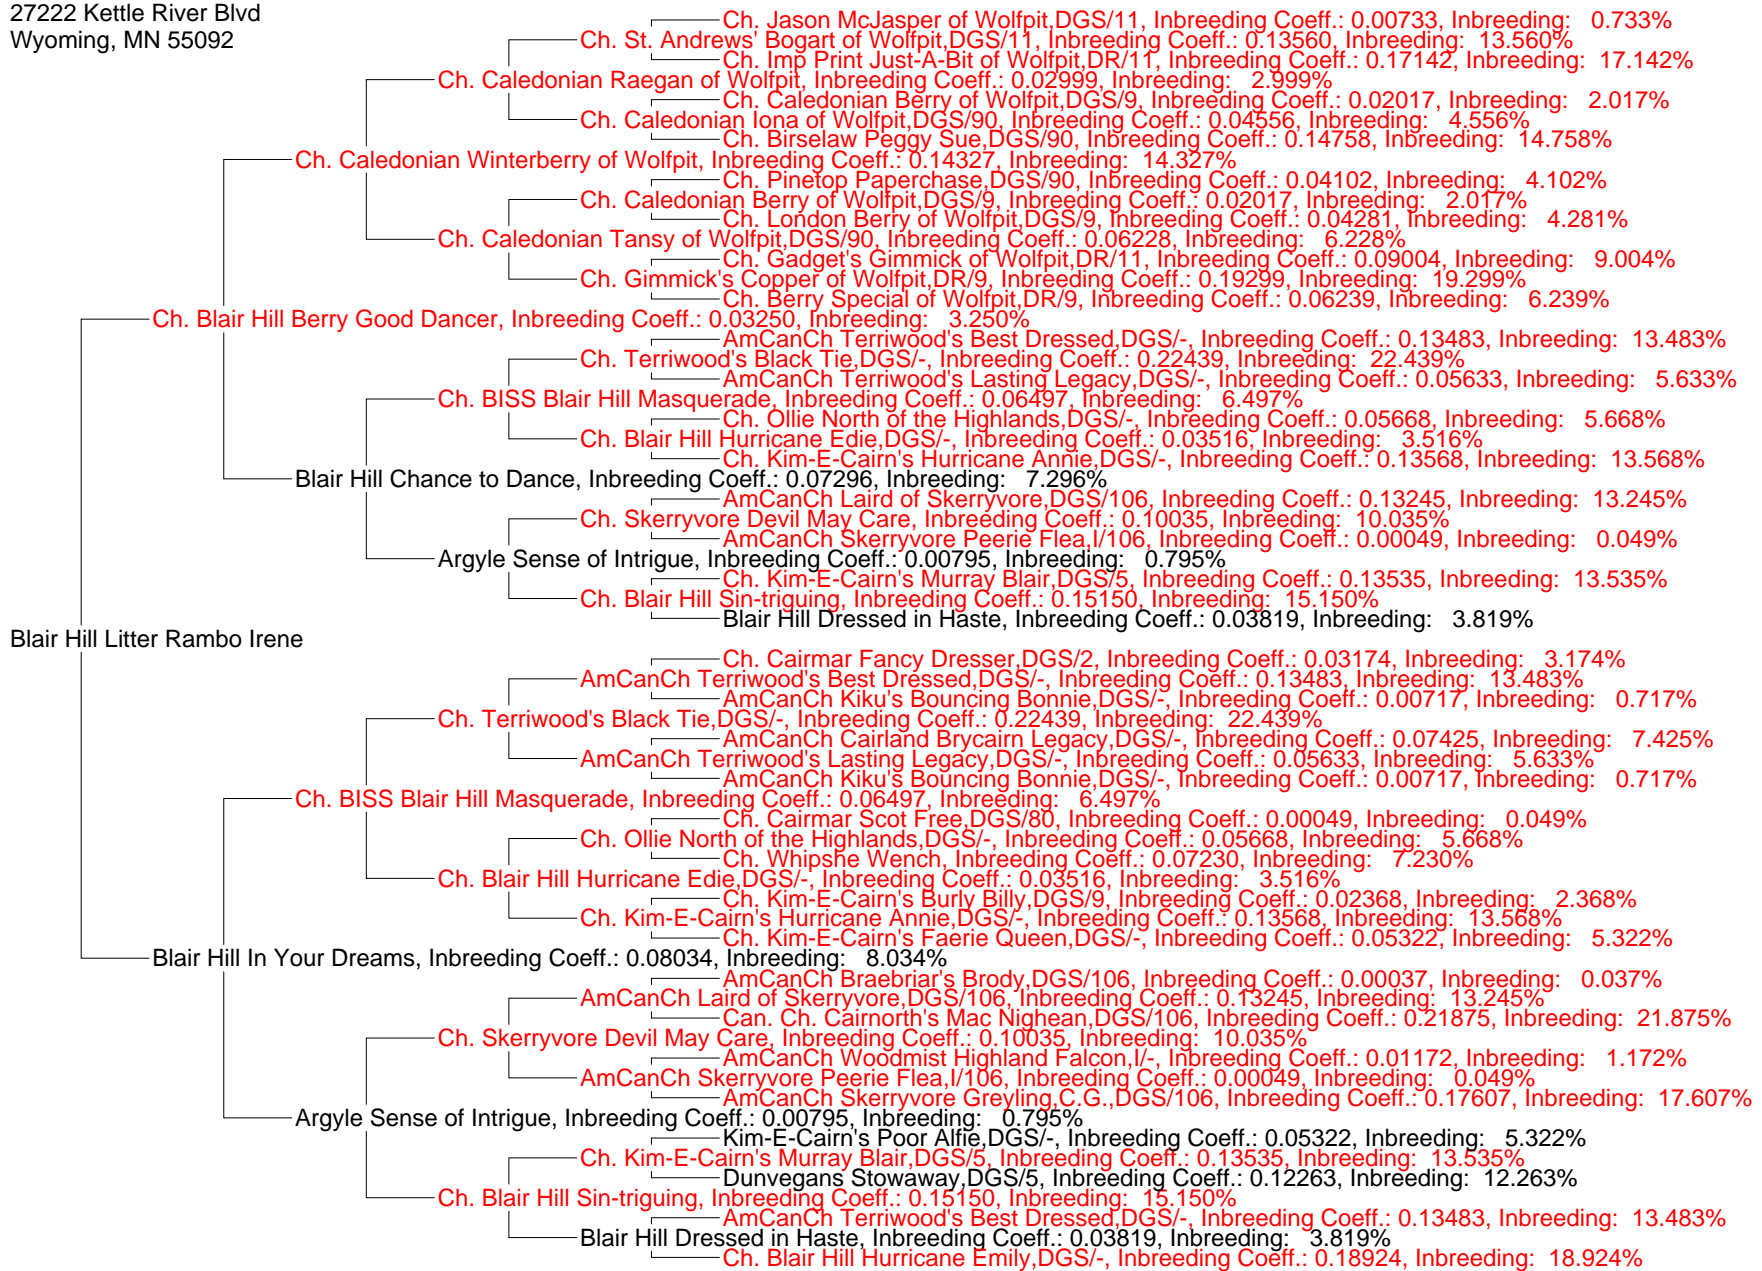 27222 Kettle River Blvd
Wyoming, MN 55092
Ch. Jason McJasper of Wolfpit,DGS/11, Inbreeding Coeff.: 0.00733, Inbreeding: 0.733%
Ch. St. Andrews' Bogart of Wolfpit,DGS/11, Inbreeding Coeff.: 0.13560, Inbreeding: 13.560%
Ch. Imp Print Just-A-Bit of Wolfpit,DR/11, Inbreeding Coeff.: 0.17142, Inbreeding: 17.142%
Ch. Caledonian Raegan of Wolfpit, Inbreeding Coeff.: 0.02999, Inbreeding: 2.999%
Ch. Caledonian Berry of Wolfpit,DGS/9, Inbreeding Coeff.: 0.02017, Inbreeding: 2.017%
Ch. Caledonian Iona of Wolfpit,DGS/90, Inbreeding Coeff.: 0.04556, Inbreeding: 4.556%
Ch. Birselaw Peggy Sue,DGS/90, Inbreeding Coeff.: 0.14758, Inbreeding: 14.758%
Ch. Caledonian Winterberry of Wolfpit, Inbreeding Coeff.: 0.14327, Inbreeding: 14.327%
Ch. Pinetop Paperchase,DGS/90, Inbreeding Coeff.: 0.04102, Inbreeding: 4.102%
Ch. Caledonian Berry of Wolfpit,DGS/9, Inbreeding Coeff.: 0.02017, Inbreeding: 2.017%
Ch. London Berry of Wolfpit,DGS/9, Inbreeding Coeff.: 0.04281, Inbreeding: 4.281%
Ch. Caledonian Tansy of Wolfpit,DGS/90, Inbreeding Coeff.: 0.06228, Inbreeding: 6.228%
Ch. Gadget's Gimmick of Wolfpit,DR/11, Inbreeding Coeff.: 0.09004, Inbreeding: 9.004%
Ch. Gimmick's Copper of Wolfpit,DR/9, Inbreeding Coeff.: 0.19299, Inbreeding: 19.299%
Ch. Berry Special of Wolfpit,DR/9, Inbreeding Coeff.: 0.06239, Inbreeding: 6.239%
Ch. Blair Hill Berry Good Dancer, Inbreeding Coeff.: 0.03250, Inbreeding: 3.250%
AmCanCh Terriwood's Best Dressed,DGS/-, Inbreeding Coeff.: 0.13483, Inbreeding: 13.483%
Ch. Terriwood's Black Tie,DGS/-, Inbreeding Coeff.: 0.22439, Inbreeding: 22.439%
AmCanCh Terriwood's Lasting Legacy,DGS/-, Inbreeding Coeff.: 0.05633, Inbreeding: 5.633%
Ch. BISS Blair Hill Masquerade, Inbreeding Coeff.: 0.06497, Inbreeding: 6.497%
Ch. Ollie North of the Highlands,DGS/-, Inbreeding Coeff.: 0.05668, Inbreeding: 5.668%
Ch. Blair Hill Hurricane Edie,DGS/-, Inbreeding Coeff.: 0.03516, Inbreeding: 3.516%
Ch. Kim-E-Cairn's Hurricane Annie,DGS/-, Inbreeding Coeff.: 0.13568, Inbreeding: 13.568%
Blair Hill Chance to Dance, Inbreeding Coeff.: 0.07296, Inbreeding: 7.296%
AmCanCh Laird of Skerryvore,DGS/106, Inbreeding Coeff.: 0.13245, Inbreeding: 13.245%
Ch. Skerryvore Devil May Care, Inbreeding Coeff.: 0.10035, Inbreeding: 10.035%
AmCanCh Skerryvore Peerie Flea,I/106, Inbreeding Coeff.: 0.00049, Inbreeding: 0.049%
Argyle Sense of Intrigue, Inbreeding Coeff.: 0.00795, Inbreeding: 0.795%
Ch. Kim-E-Cairn's Murray Blair,DGS/5, Inbreeding Coeff.: 0.13535, Inbreeding: 13.535%
Ch. Blair Hill Sin-triguing, Inbreeding Coeff.: 0.15150, Inbreeding: 15.150%
Blair Hill Dressed in Haste, Inbreeding Coeff.: 0.03819, Inbreeding: 3.819%
Blair Hill Litter Rambo Irene
Ch. Cairmar Fancy Dresser,DGS/2, Inbreeding Coeff.: 0.03174, Inbreeding: 3.174%
AmCanCh Terriwood's Best Dressed,DGS/-, Inbreeding Coeff.: 0.13483, Inbreeding: 13.483%
AmCanCh Kiku's Bouncing Bonnie,DGS/-, Inbreeding Coeff.: 0.00717, Inbreeding: 0.717%
Ch. Terriwood's Black Tie,DGS/-, Inbreeding Coeff.: 0.22439, Inbreeding: 22.439%
AmCanCh Cairland Brycairn Legacy,DGS/-, Inbreeding Coeff.: 0.07425, Inbreeding: 7.425%
AmCanCh Terriwood's Lasting Legacy,DGS/-, Inbreeding Coeff.: 0.05633, Inbreeding: 5.633%
AmCanCh Kiku's Bouncing Bonnie,DGS/-, Inbreeding Coeff.: 0.00717, Inbreeding: 0.717%
Ch. BISS Blair Hill Masquerade, Inbreeding Coeff.: 0.06497, Inbreeding: 6.497%
Ch. Cairmar Scot Free,DGS/80, Inbreeding Coeff.: 0.00049, Inbreeding: 0.049%
Ch. Ollie North of the Highlands,DGS/-, Inbreeding Coeff.: 0.05668, Inbreeding: 5.668%
Ch. Whipshe Wench, Inbreeding Coeff.: 0.07230, Inbreeding: 7.230%
Ch. Blair Hill Hurricane Edie,DGS/-, Inbreeding Coeff.: 0.03516, Inbreeding: 3.516%
Ch. Kim-E-Cairn's Burly Billy,DGS/9, Inbreeding Coeff.: 0.02368, Inbreeding: 2.368%
Ch. Kim-E-Cairn's Hurricane Annie,DGS/-, Inbreeding Coeff.: 0.13568, Inbreeding: 13.568%
Ch. Kim-E-Cairn's Faerie Queen,DGS/-, Inbreeding Coeff.: 0.05322, Inbreeding: 5.322%
Blair Hill In Your Dreams, Inbreeding Coeff.: 0.08034, Inbreeding: 8.034%
AmCanCh Braebriar's Brody,DGS/106, Inbreeding Coeff.: 0.00037, Inbreeding: 0.037%
AmCanCh Laird of Skerryvore,DGS/106, Inbreeding Coeff.: 0.13245, Inbreeding: 13.245%
Can. Ch. Cairnorth's Mac Nighean,DGS/106, Inbreeding Coeff.: 0.21875, Inbreeding: 21.875%
Ch. Skerryvore Devil May Care, Inbreeding Coeff.: 0.10035, Inbreeding: 10.035%
AmCanCh Woodmist Highland Falcon,I/-, Inbreeding Coeff.: 0.01172, Inbreeding: 1.172%
AmCanCh Skerryvore Peerie Flea,I/106, Inbreeding Coeff.: 0.00049, Inbreeding: 0.049%
AmCanCh Skerryvore Greyling,C.G.,DGS/106, Inbreeding Coeff.: 0.17607, Inbreeding: 17.607%
Argyle Sense of Intrigue, Inbreeding Coeff.: 0.00795, Inbreeding: 0.795%
Kim-E-Cairn's Poor Alfie,DGS/-, Inbreeding Coeff.: 0.05322, Inbreeding: 5.322%
Ch. Kim-E-Cairn's Murray Blair,DGS/5, Inbreeding Coeff.: 0.13535, Inbreeding: 13.535%
Dunvegans Stowaway,DGS/5, Inbreeding Coeff.: 0.12263, Inbreeding: 12.263%
Ch. Blair Hill Sin-triguing, Inbreeding Coeff.: 0.15150, Inbreeding: 15.150%
AmCanCh Terriwood's Best Dressed,DGS/-, Inbreeding Coeff.: 0.13483, Inbreeding: 13.483%
Blair Hill Dressed in Haste, Inbreeding Coeff.: 0.03819, Inbreeding: 3.819%
Ch. Blair Hill Hurricane Emily,DGS/-, Inbreeding Coeff.: 0.18924, Inbreeding: 18.924%